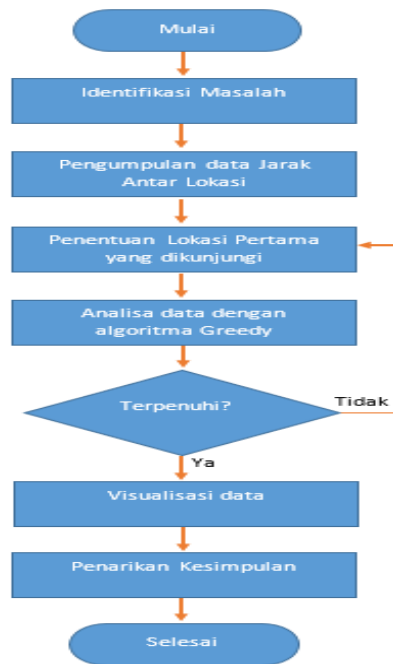 Mulai
Identifikasi Masalah
Pengumpulan data Jarak
Antar Lokasi
Penentuan Lokasi Pertama
yang dikunjungi
Analisa data dengan
algoritma Greedy
Terpenuhi?
Tidak
Ya
Visualisasi data
Penarikan Kesimpulan
Selesai